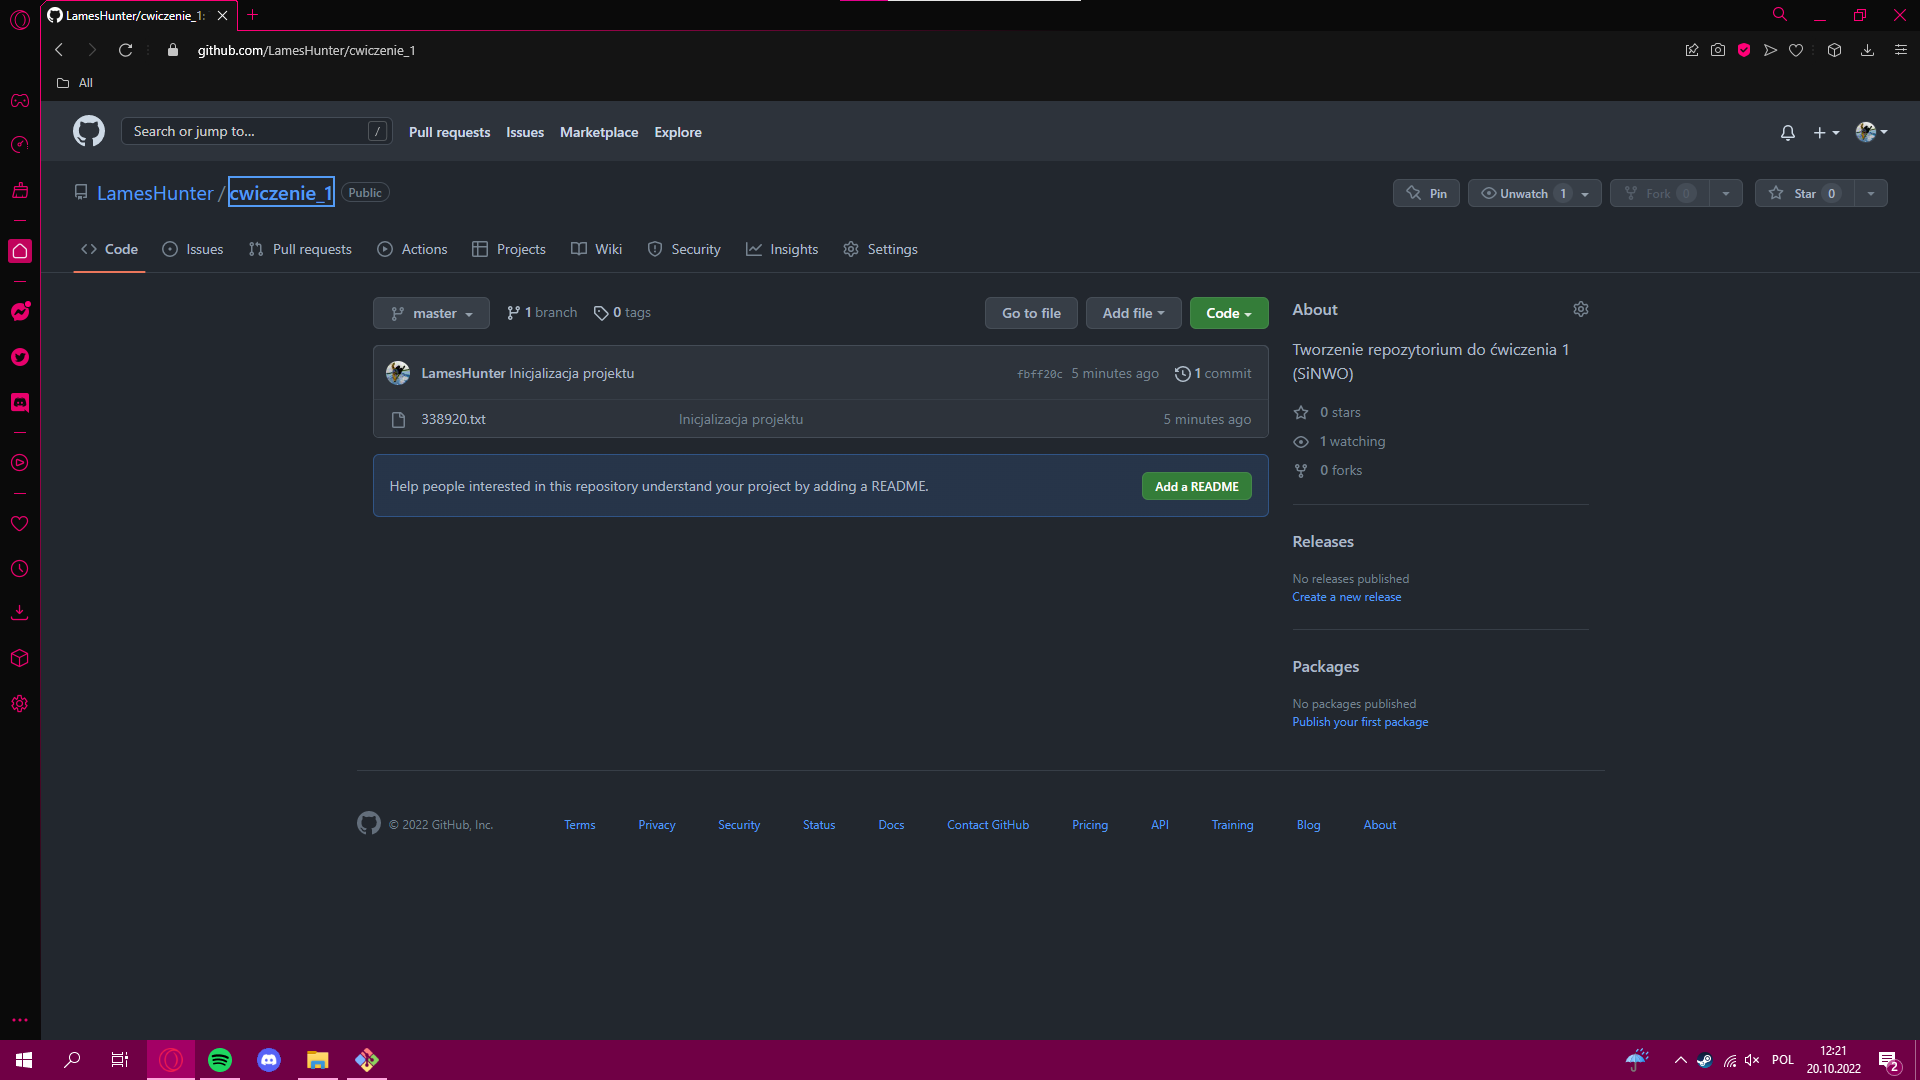 LamesHunter/cwiczenie_1:
github.com/LamesHunter/cwiczenie_1
All
Search or jump to...
/
Pull requests
Issues
Marketplace
Explore
LamesHunter / cwiczenie_1
Public
Pin
Unwatch 1
Fork 0
Star 0
Code
Issues
Pull requests
Actions
Projects
Wiki
Security
Insights
Settings
master
1 branch
0 tags
Go to file
Add file
Code
LamesHunter Inicjalizacja projektu
fbff20c 5 minutes ago
1 commit
338920.txt
Inicjalizacja projektu
5 minutes ago
Help people interested in this repository understand your project by adding a README.
Add a README
About
Tworzenie repozytorium do ćwiczenia 1
(SiNWO)
0 stars
1 watching
0 forks
Releases
No releases published
Create a new release
Packages
No packages published
Publish your first package
© 2022 GitHub, Inc.
Terms
Privacy
Security
Status
Docs
Contact GitHub
Pricing
API
Training
Blog
About
POL
12:21
20.10.2022
2